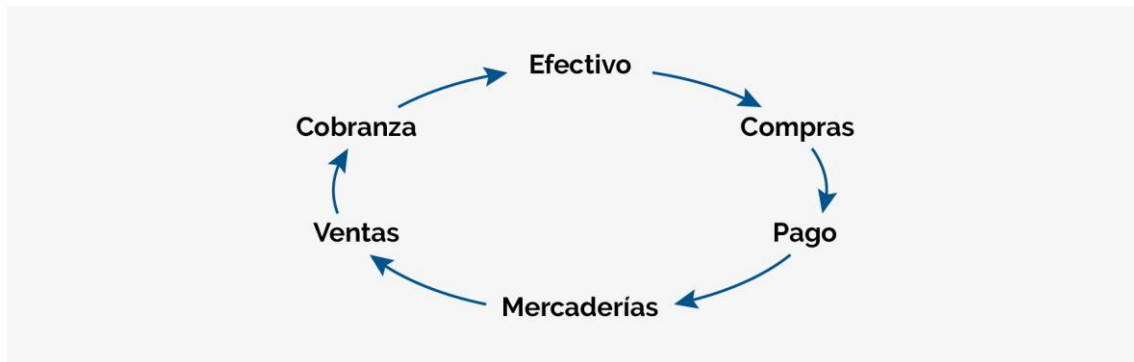 Efectivo
Compras
Pago
Mercaderías
Ventas
Cobranza